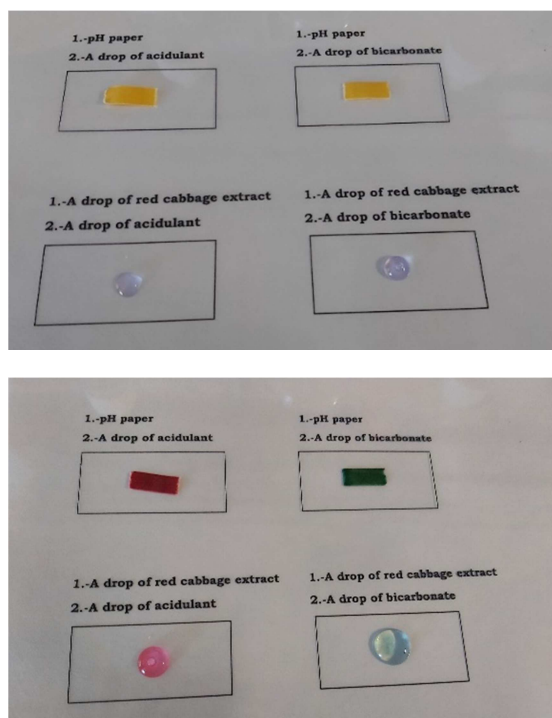 1.-pH paper
2.-A drop of acidulant
1.-pH paper
2.-A drop of bicarbonate
1.-A drop of red cabbage extract
2.-A drop of acidulant
1.-A drop of red cabbage extract
2.-A drop of bicarbonate
1.-pH paper
2.-A drop of acidulant
1.-pH paper
2.-A drop of bicarbonate
1.-A drop of red cabbage extract
2.-A drop of acidulant
1.-A drop of red cabbage extract
2.-A drop of bicarbonate